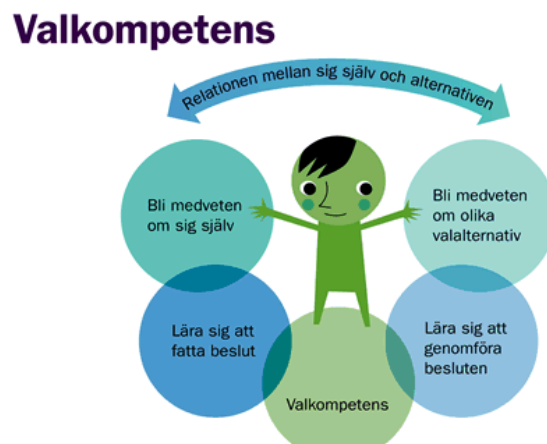 Valkompetens
Relationen mellan sig själv och alternativen
Bli medveten
om sig själv
Bli medveten
om olika
valalternativ
Lära sig att
fatta beslut
Lära sig att
genomföra
besluten
Valkompetens